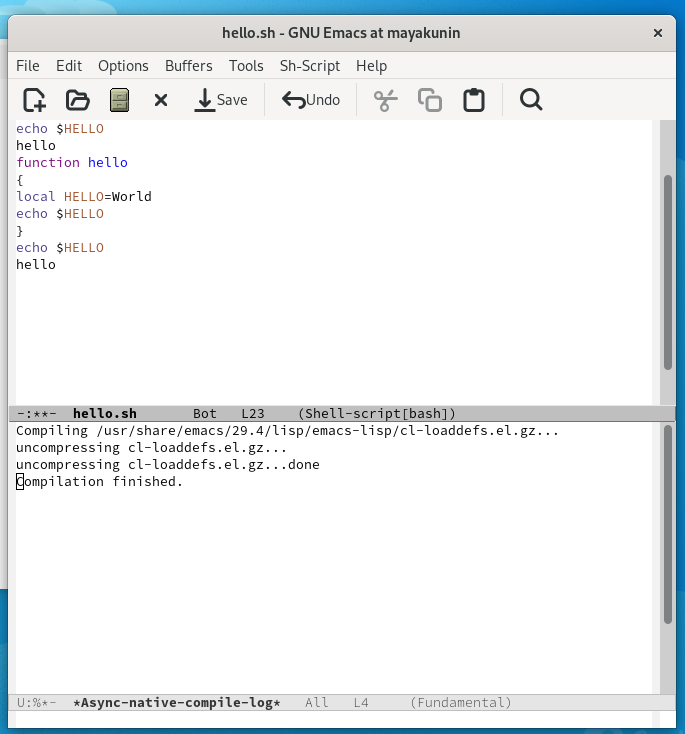 hello.sh - GNU Emacs at mayakunin
×
File Edit Options Buffers Tools Sh-Script Help
Save Undo
echo $HELLO
hello
function hello
{
local HELLO=World
echo $HELLO
}
echo $HELLO
hello
-:**- hello.sh Bot L23 (Shell-script[bash])
Compiling /usr/share/emacs/29.4/lisp/emacs-lisp/cl-loaddefs.el.gz...
uncompressing cl-loaddefs.el.gz...
uncompressing cl-loaddefs.el.gz...done
Compilation finished.
U:%*- *Async-native-compile-log* All L4 (Fundamental)